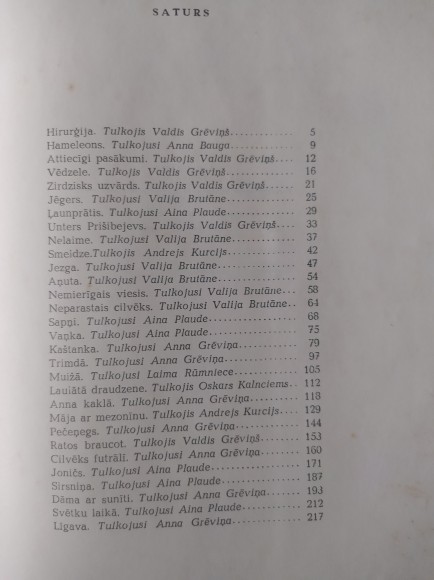 SATURS
Hirurģija. Tulkojis Valdis Grēviņš 5
Hameleons. Tulkojusi Anna Bauga 9
Attiecīgi pasākumi. Tulkojis Valdis Grēviņš 12
Vēdzele. Tulkojis Valdis Grēviņš 16
Zirdzisks uzvārds. Tulkojis Valdis Grēviņš 21
Jēgers. Tulkojusi Valija Brutāne 25
Ļaunprātis. Tulkojusi Aina Plaude 29
Unters Prišibejevs. Tulkojis Valdis Grēviņš 33
Nelaime. Tulkojusi Valija Brutāne 37
Smeldze. Tulkojis Andrejs Kurcijs 42
Jezga. Tulkojusi Valija Brutāne 47
Aņuta. Tulkojusi Valija Brutāne 54
Nemierīgais viesis. Tulkojusi Valija Brutāne 58
Neparastais cilvēks. Tulkojusi Valija Brutāne 64
Sapņi. Tulkojusi Aina Plaude 68
Vaņka. Tulkojusi Aina Plaude 75
Kaštanka. Tulkojusi Anna Grēviņa 79
Trimdā. Tulkojusi Anna Grēviņa 97
Muižā. Tulkojusi Laima Rūmniece 105
Laulātā draudzene. Tulkojis Oskars Kalnciems 112
Anna kaklā. Tulkojusi Anna Grēviņa 118
Māja ar mezonīnu. Tulkojis Andrejs Kurcijs 129
Pečeņegs. Tulkojusi Anna Grēviņa 144
Ratos braucot. Tulkojis Valdis Grēviņš 153
Cilvēks futrālī. Tulkojusi Anna Grēviņa 160
Joničs. Tulkojusi Aina Plaude 171
Sirsniņa. Tulkojusi Aina Plaude 187
Dāma ar sunīti. Tulkojusi Anna Grēviņa 193
Svētku laikā. Tulkojusi Aina Plaude 212
Līgava. Tulkojusi Anna Grēviņa 217